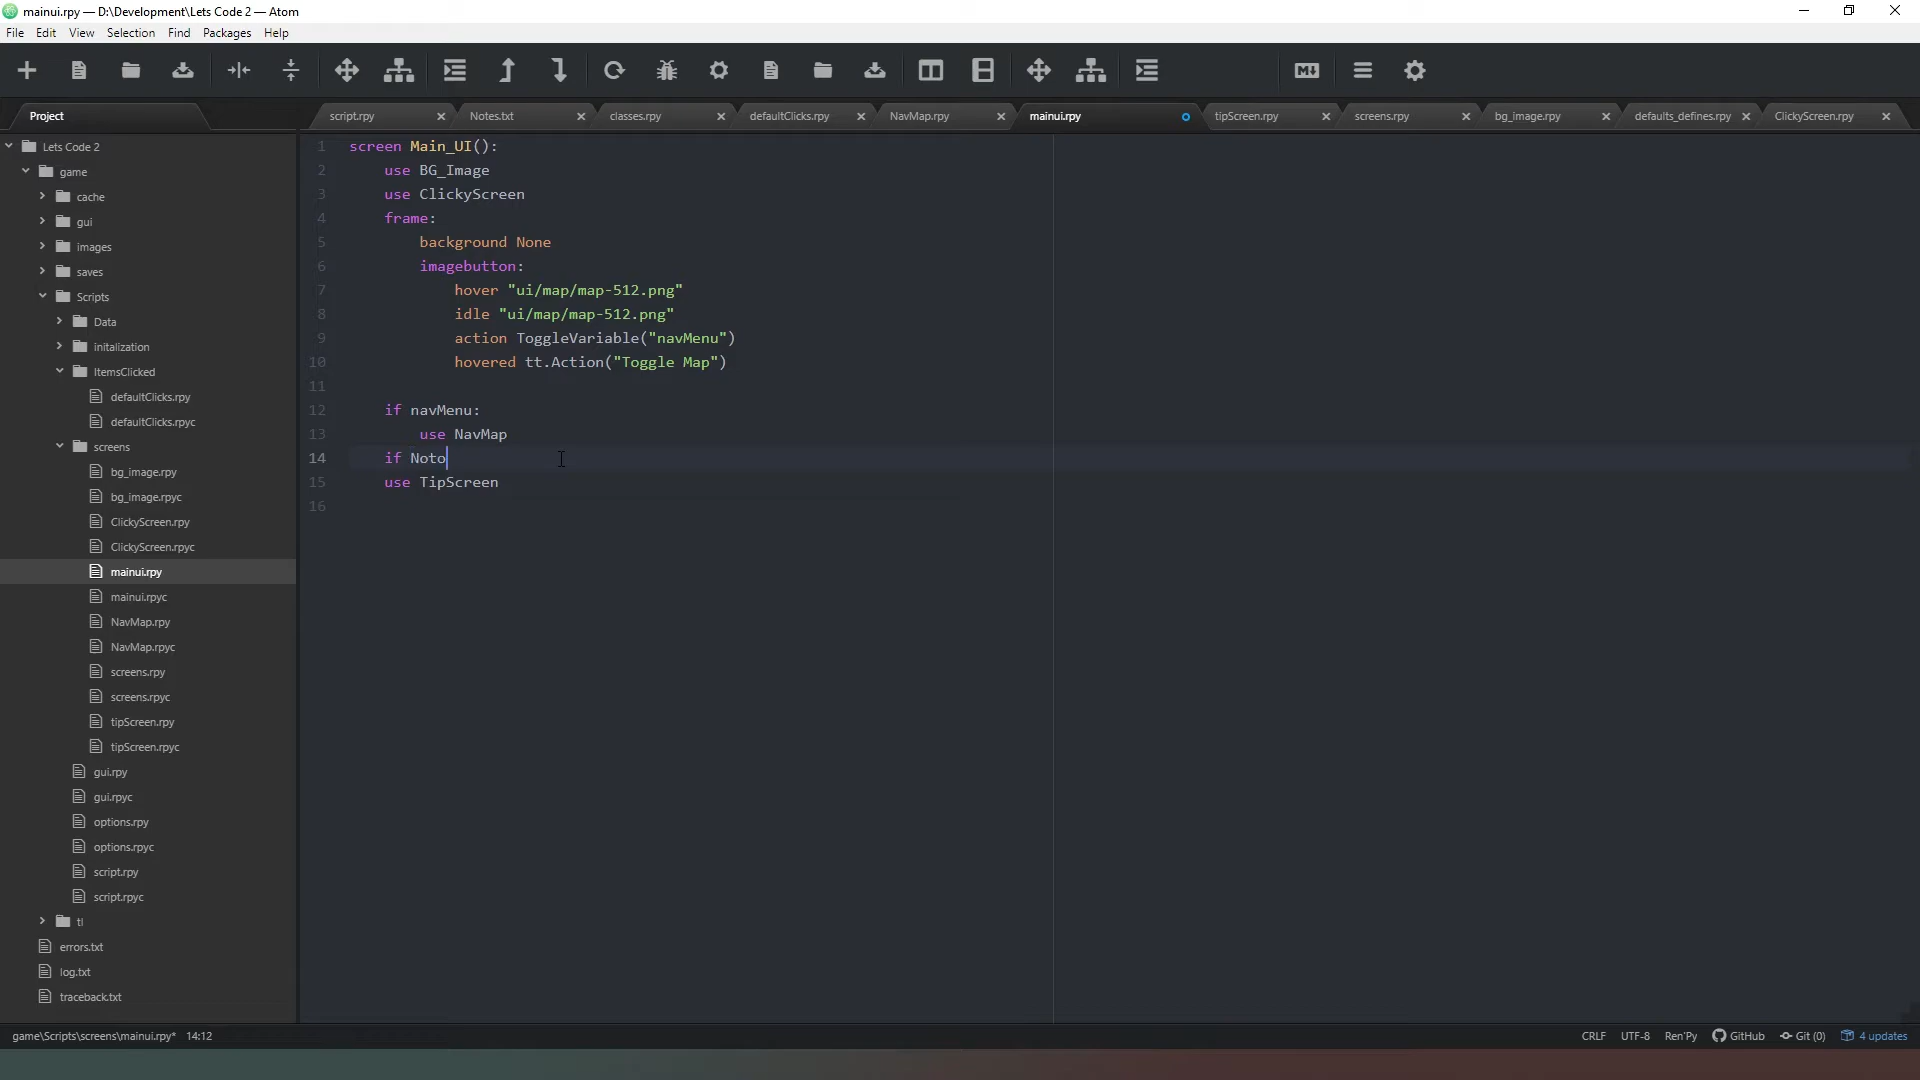 mainui.rpy — D:\Development\Lets Code 2 — Atom
File Edit View Selection Find Packages Help
M↓
Project
script.rpy
Notes.txt
classes.rpy
defaultClicks.rpy
NavMap.rpy
mainui.rpy
tipScreen.rpy
screens.rpy
bg_image.rpy
defaults_defines.rpy
ClickyScreen.rpy
Lets Code 2
game
cache
gui
images
saves
Scripts
Data
initalization
ItemsClicked
defaultClicks.rpy
defaultClicks.rpyc
screens
bg_image.rpy
bg_image.rpyc
ClickyScreen.rpy
ClickyScreen.rpyc
mainui.rpy
mainui.rpyc
NavMap.rpy
NavMap.rpyc
screens.rpy
screens.rpyc
tipScreen.rpy
tipScreen.rpyc
gui.rpy
gui.rpyc
options.rpy
options.rpyc
script.rpy
script.rpyc
tl
errors.txt
log.txt
traceback.txt
1 screen Main_UI():
2 use BG_Image
3 use ClickyScreen
4 frame:
5 background None
6 imagebutton:
7 hover "ui/map/map-512.png"
8 idle "ui/map/map-512.png"
9 action ToggleVariable("navMenu")
10 hovered tt.Action("Toggle Map")
11
12 if navMenu:
13 use NavMap
14 if Noto
15 use TipScreen
16
game\Scripts\screens\mainui.rpy* 14:12
CRLF UTF-8 Ren'Py GitHub Git (0) 4 updates